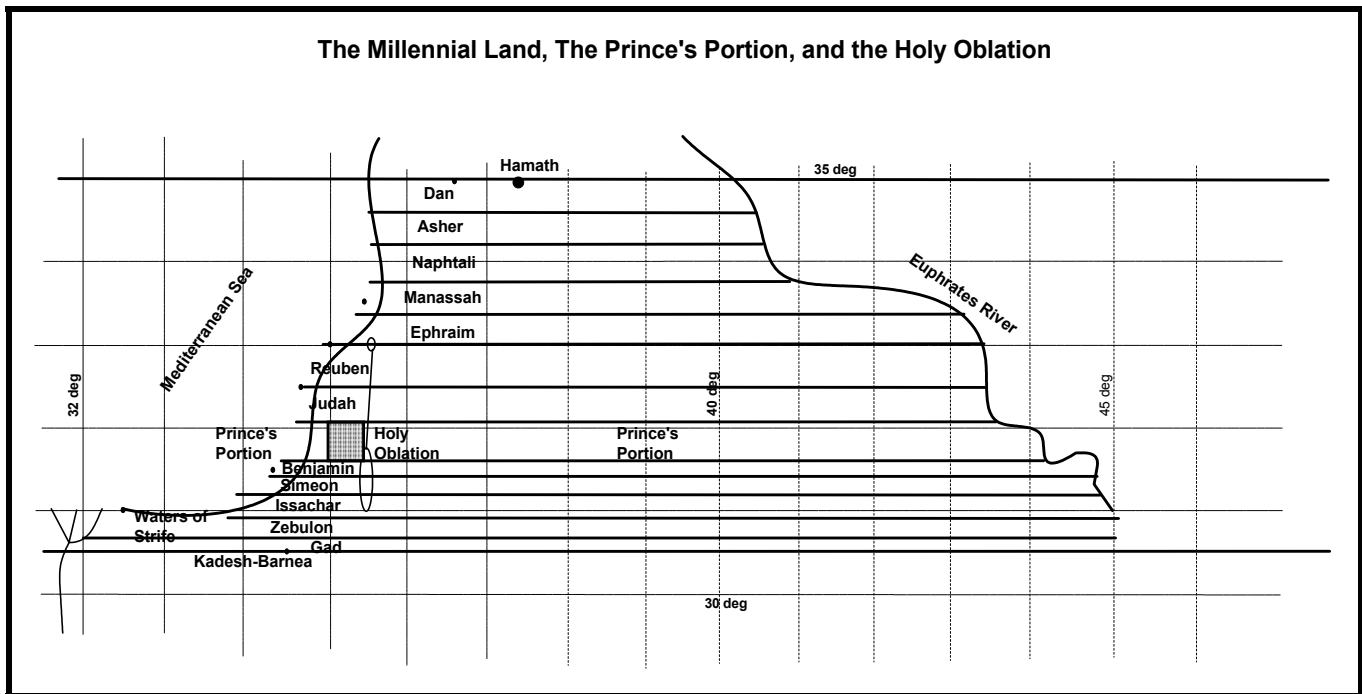 The Millennial Land, The Prince's Portion, and the Holy Oblation
Hamath
35 deg
Dan
Asher
Naphtali
Manassah
Ephraim
Reuben
Judah
Mediterranean Sea
Euphrates River
32 deg
40 deg
45 deg
Prince's
Portion
Holy
Oblation
Prince's
Portion
Benjamin
Simeon
Issachar
Waters of
Strife
Zebulon
Gad
Kadesh-Barnea
30 deg